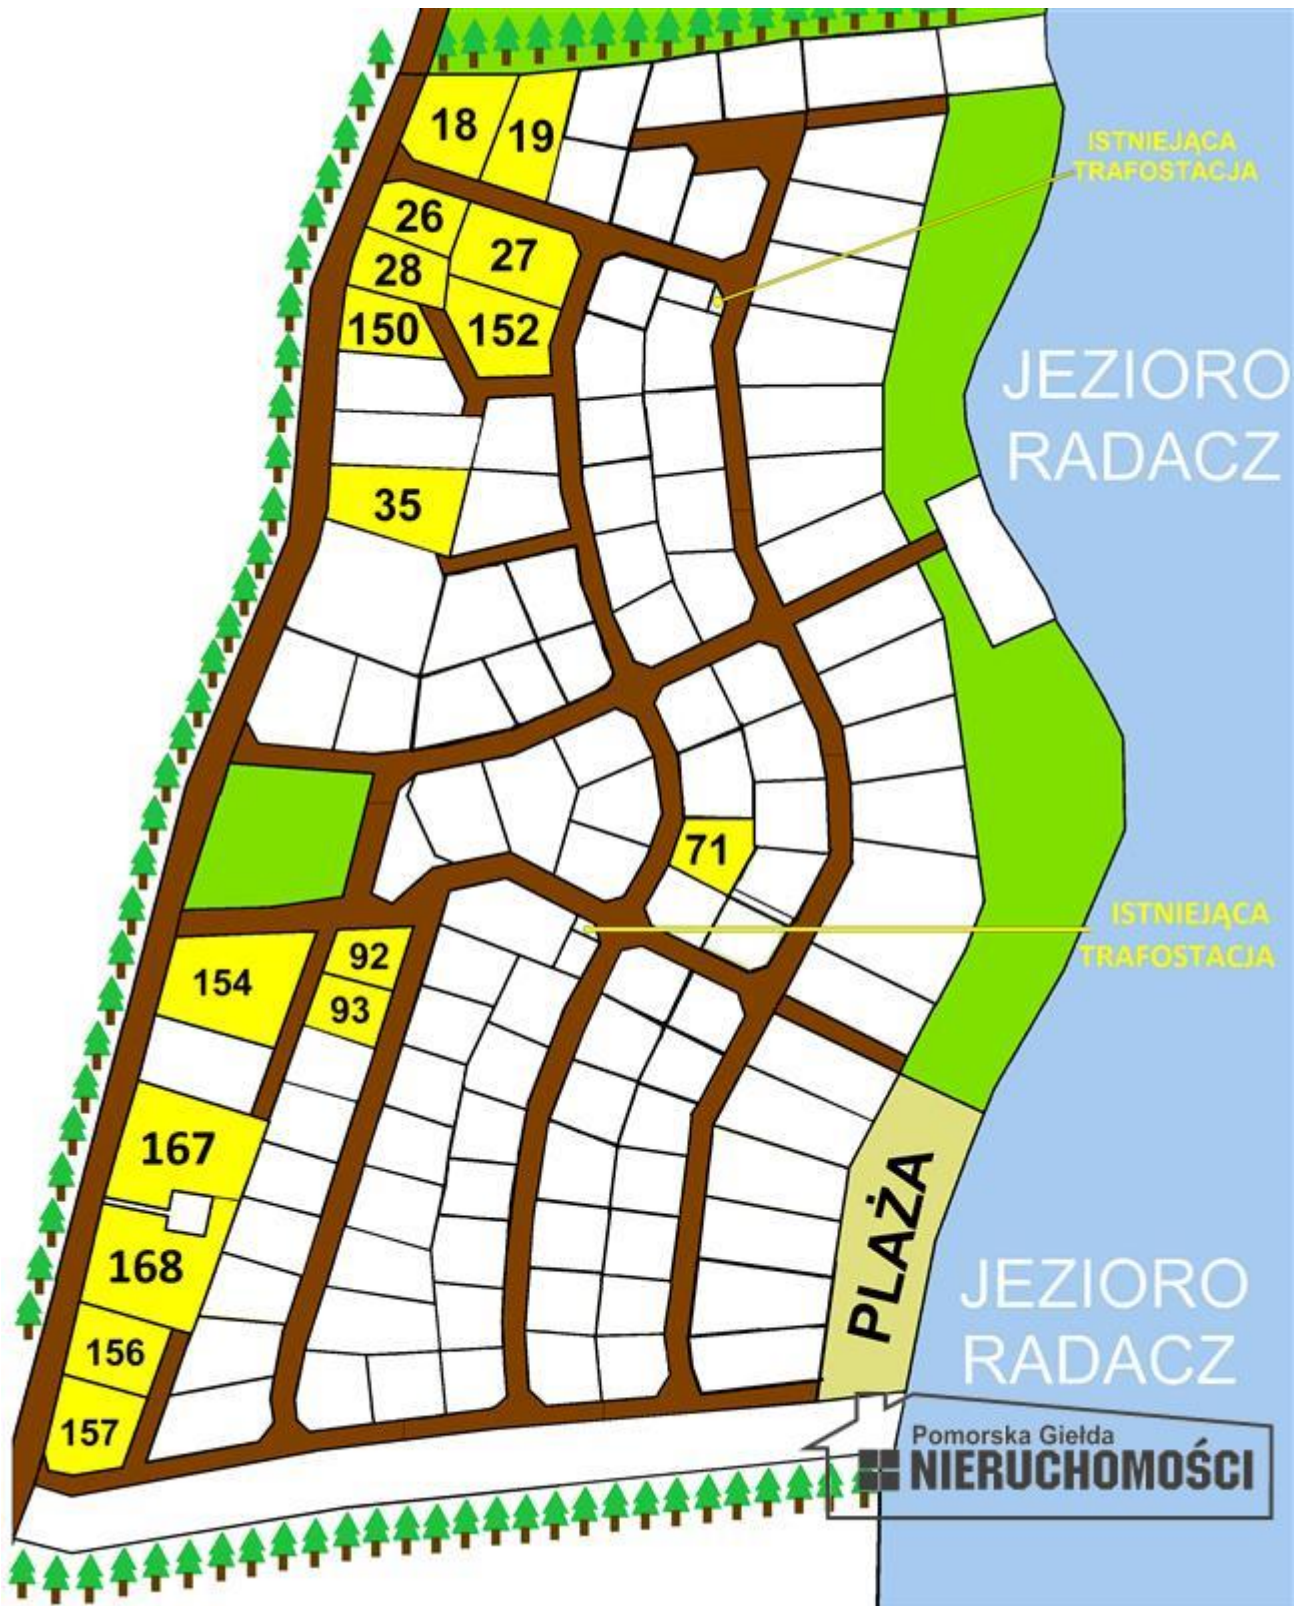 18
19
ISTNIEJĄCA
TRAFOSTACJA
26
27
28
150
152
JEZIORO
RADACZ
35
71
ISTNIEJĄCA
TRAFOSTACJA
92
154
93
167
PLAŻA
168
JEZIORO
RADACZ
156
157
Pomorska Giełda
NIERUCHOMOŚCI